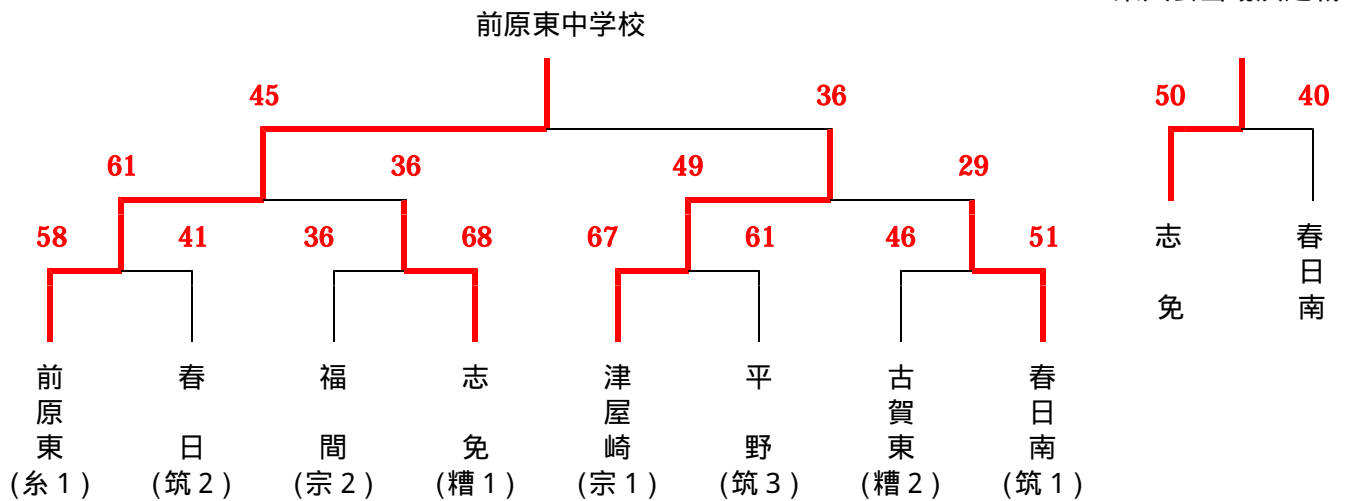 前原東中学校
45 36 50 40
61 36 49 29
58 41 36 68 67 61 46 51
志免 春日南
前原東 春日 福間 志免 津屋崎 平野 古賀東 春日南
(糸1) (筑2) (宗2) (糟1) (宗1) (筑3) (糟2) (筑1)